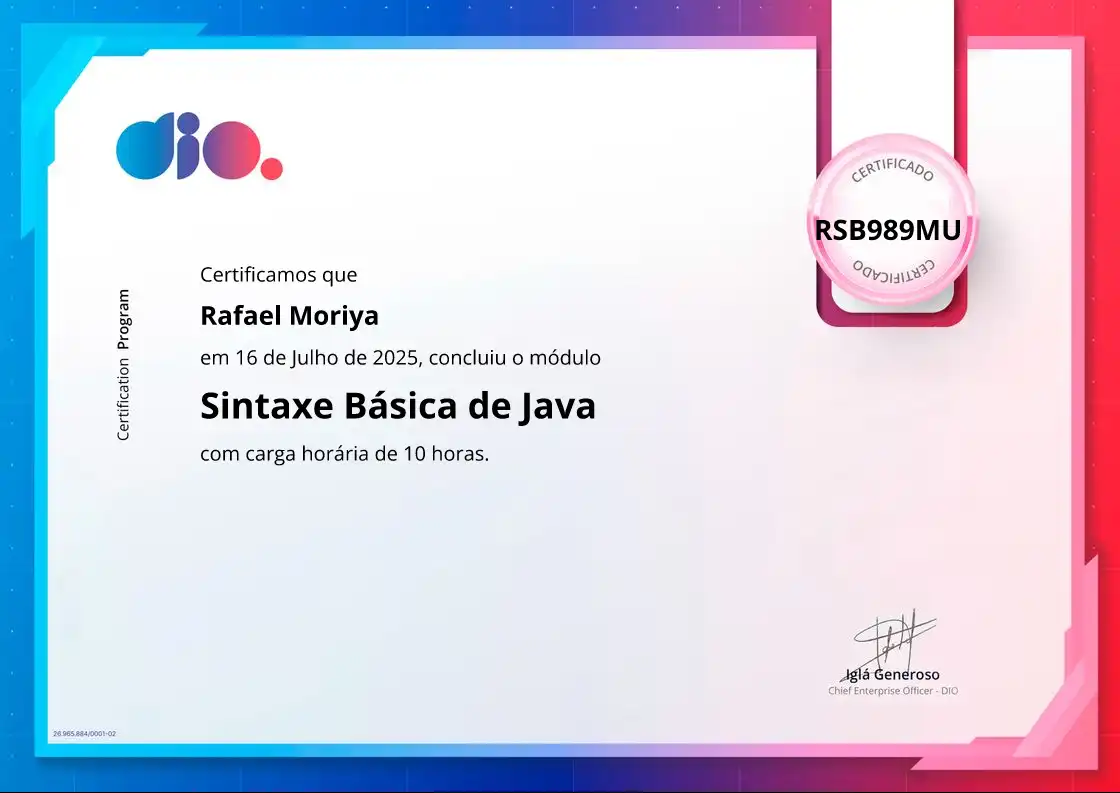 dio.
CERTIFICADO
RSB989MU
CERTIFICADO
Certificamos que
Rafael Moriya
em 16 de Julho de 2025, concluiu o módulo
Sintaxe Básica de Java
com carga horária de 10 horas.
Certification Program
Iglá Generoso
Chief Enterprise Officer - DIO
26.965.884/0001-02